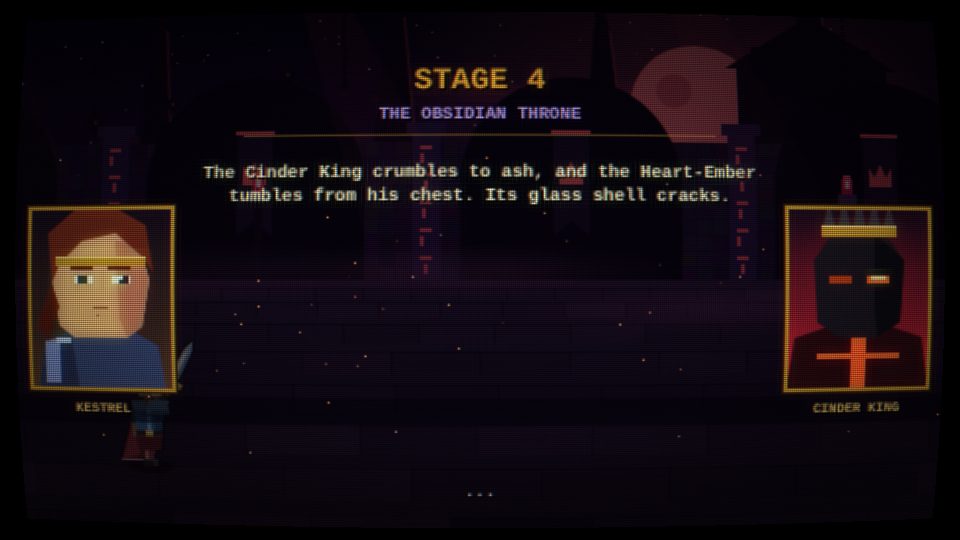 STAGE 4
THE OBSIDIAN THRONE
The Cinder King crumbles to ash, and the Heart-Ember
tumbles from his chest. Its glass shell cracks.
KESTREL
CINDER KING
...